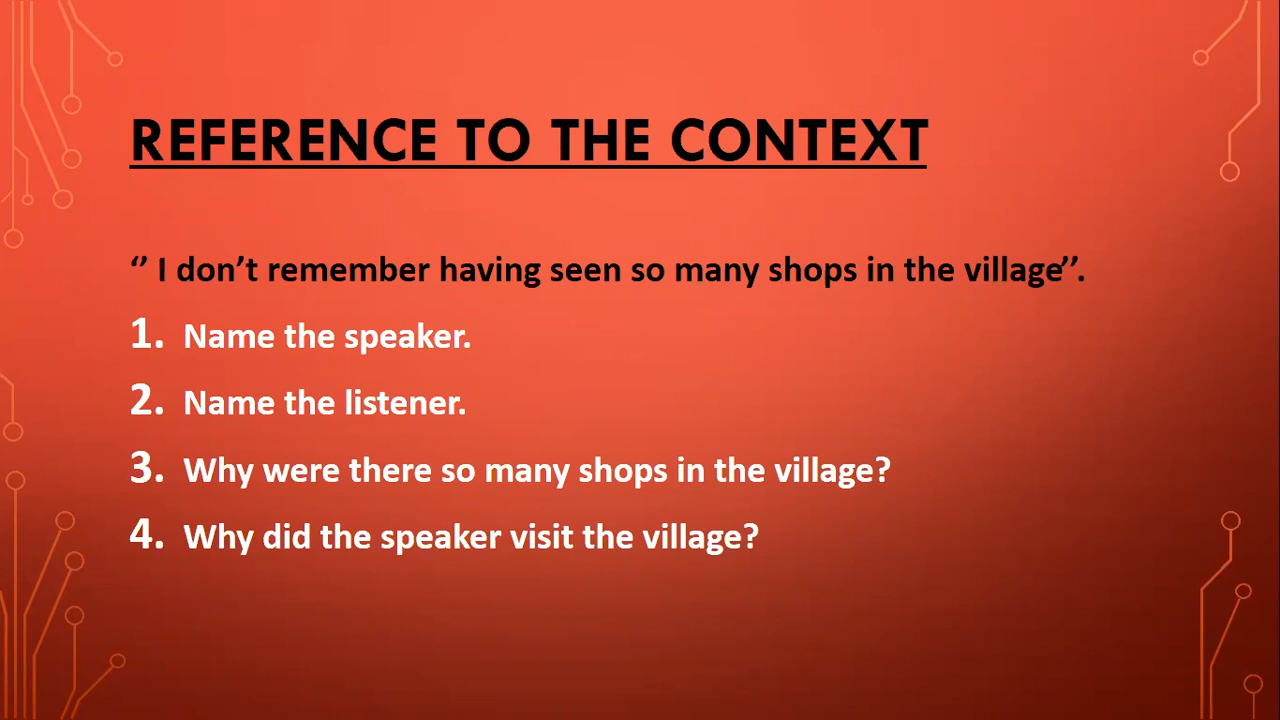 REFERENCE TO THE CONTEXT
‘’ I don’t remember having seen so many shops in the village’’.
1. Name the speaker.
2. Name the listener.
3. Why were there so many shops in the village?
4. Why did the speaker visit the village?